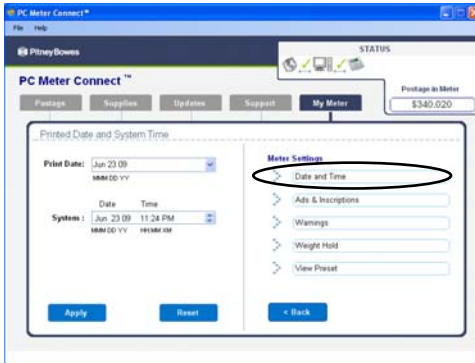 PC Meter Connect*
File Help
PitneyBowes
STATUS
PC Meter Connect ™
Postage in Meter
$340.020
Postage Supplies Updates Support My Meter
Printed Date and System Time
Print Date: Jun 23 09
MMM DD YY
Date Time
System : Jun 23 09 11:24 PM
MMM DD YY HH:MM XM
Apply Reset
Meter Settings
Date and Time
Ads & Inscriptions
Warnings
Weight Hold
View Preset
< Back